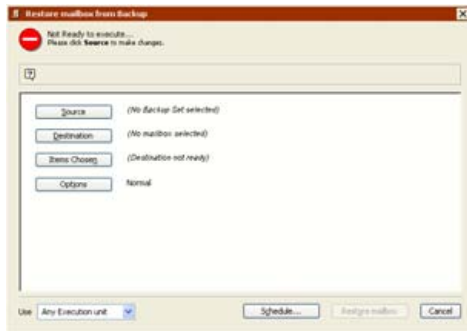 Restore mailbox from Backup
Not Ready to execute...
Please click Source to make changes.
Source (No Backup Set selected)
Destination (No mailbox selected)
Items Chosen (Destination not ready)
Options Normal
Use Any Execution unit Schedule... Restore mailbox Cancel